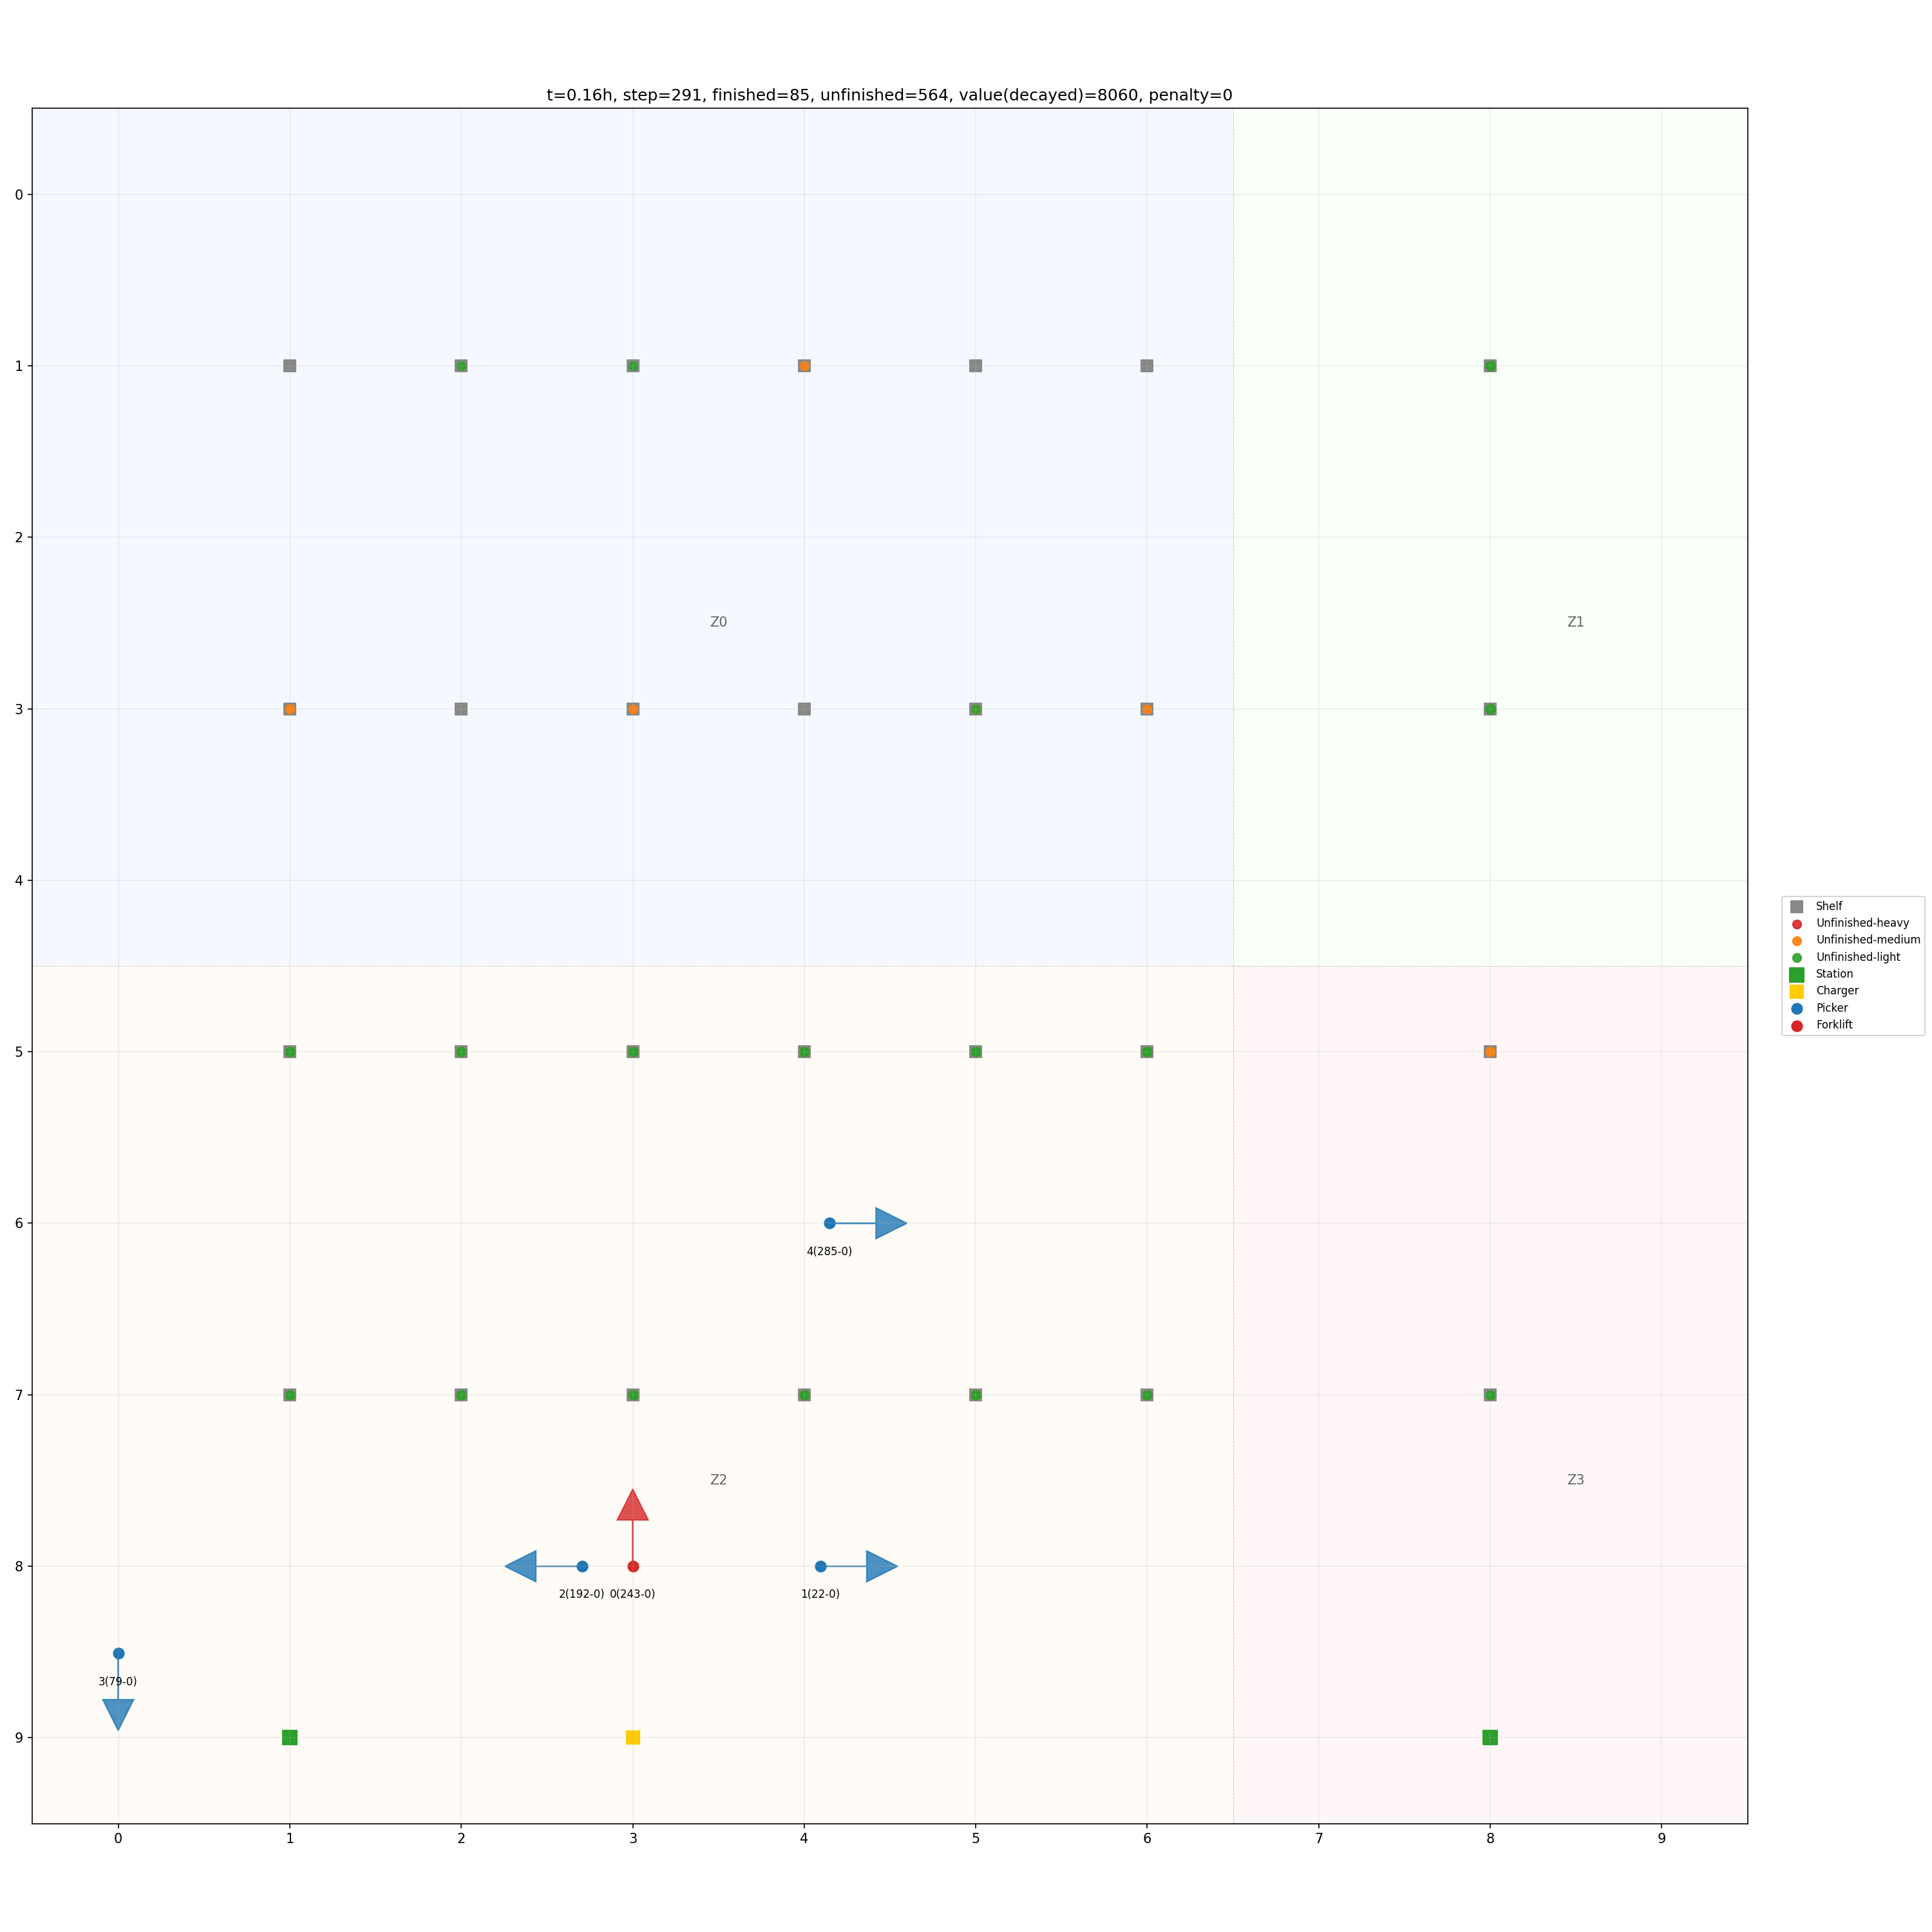 t=0.16h, step=291, finished=85, unfinished=564, value(decayed)=8060, penalty=0
0
1
2
Z0
Z1
3
4
Shelf
Unfinished-heavy
Unfinished-medium
Unfinished-light
Station
Charger
Picker
Forklift
5
6
4(285-0)
7
Z2
Z3
8
2(192-0)
0(243-0)
1(22-0)
3(79-0)
9
0 1 2 3 4 5 6 7 8 9